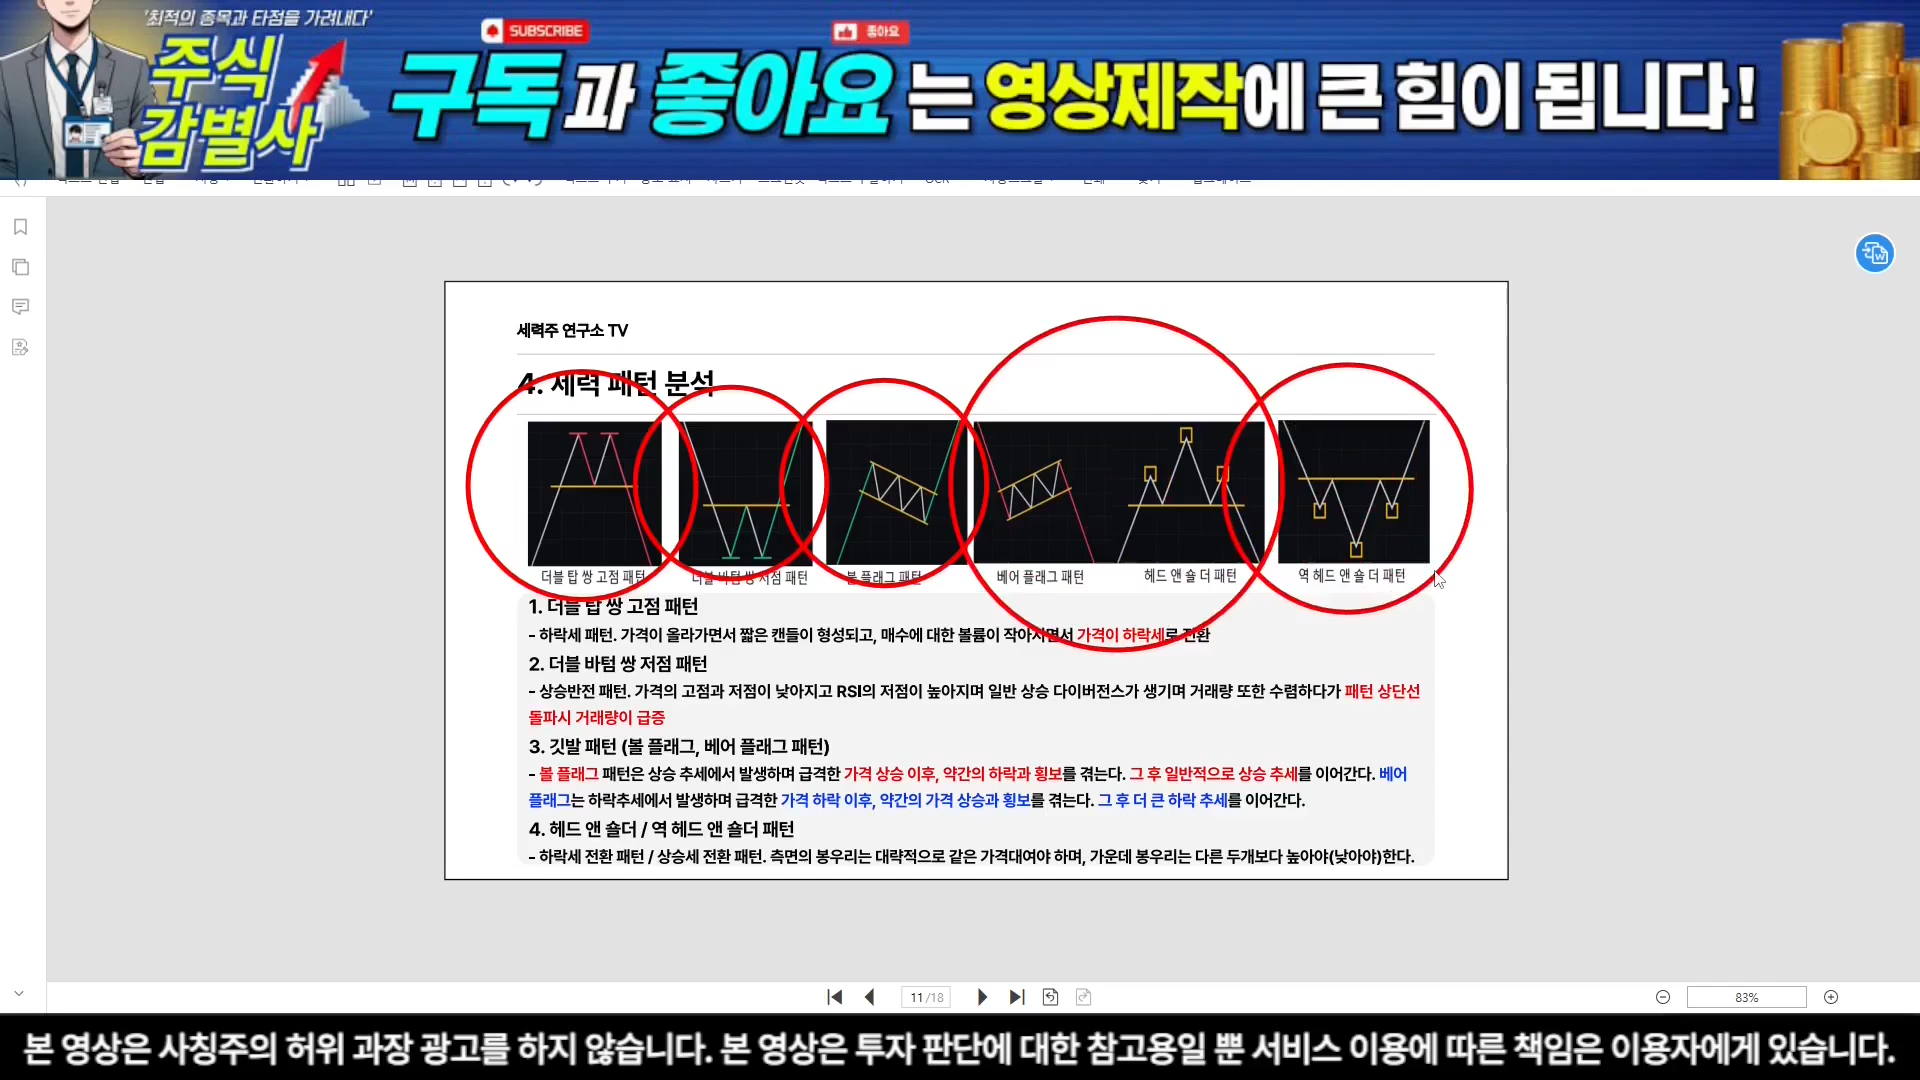 '최적의 종목과 타점을 가려내다'
주식
감별사
SUBSCRIBE
좋아요
구독과 좋아요는 영상제작에 큰 힘이 됩니다!
세력주 연구소 TV
4. 세력 패턴 분석
더블 탑 쌍 고점 패턴
더블 바텀 쌍 저점 패턴
볼 플래그 패턴
베어 플래그 패턴
헤드 앤 숄 더 패턴
역 헤드 앤 숄 더 패턴
1. 더블 탑 쌍 고점 패턴
- 하락세 패턴. 가격이 올라가면서 짧은 캔들이 형성되고, 매수에 대한 볼륨이 작아지면서 가격이 하락세로 전환
2. 더블 바텀 쌍 저점 패턴
- 상승반전 패턴. 가격의 고점과 저점이 낮아지고 RSI의 저점이 높아지며 일반 상승 다이버전스가 생기며 거래량 또한 수렴하다가 패턴 상단선
돌파시 거래량이 급증
3. 깃발 패턴 (볼 플래그, 베어 플래그 패턴)
- 볼 플래그 패턴은 상승 추세에서 발생하며 급격한 가격 상승 이후, 약간의 하락과 횡보를 겪는다. 그 후 일반적으로 상승 추세를 이어간다. 베어
플래그는 하락추세에서 발생하며 급격한 가격 하락 이후, 약간의 가격 상승과 횡보를 겪는다. 그 후 더 큰 하락 추세를 이어간다.
4. 헤드 앤 숄더 / 역 헤드 앤 숄더 패턴
- 하락세 전환 패턴 / 상승세 전환 패턴. 측면의 봉우리는 대략적으로 같은 가격대여야 하며, 가운데 봉우리는 다른 두개보다 높아야(낮아야)한다.
11 /18
83%
본 영상은 사칭주의 허위 과장 광고를 하지 않습니다. 본 영상은 투자 판단에 대한 참고용일 뿐 서비스 이용에 따른 책임은 이용자에게 있습니다.